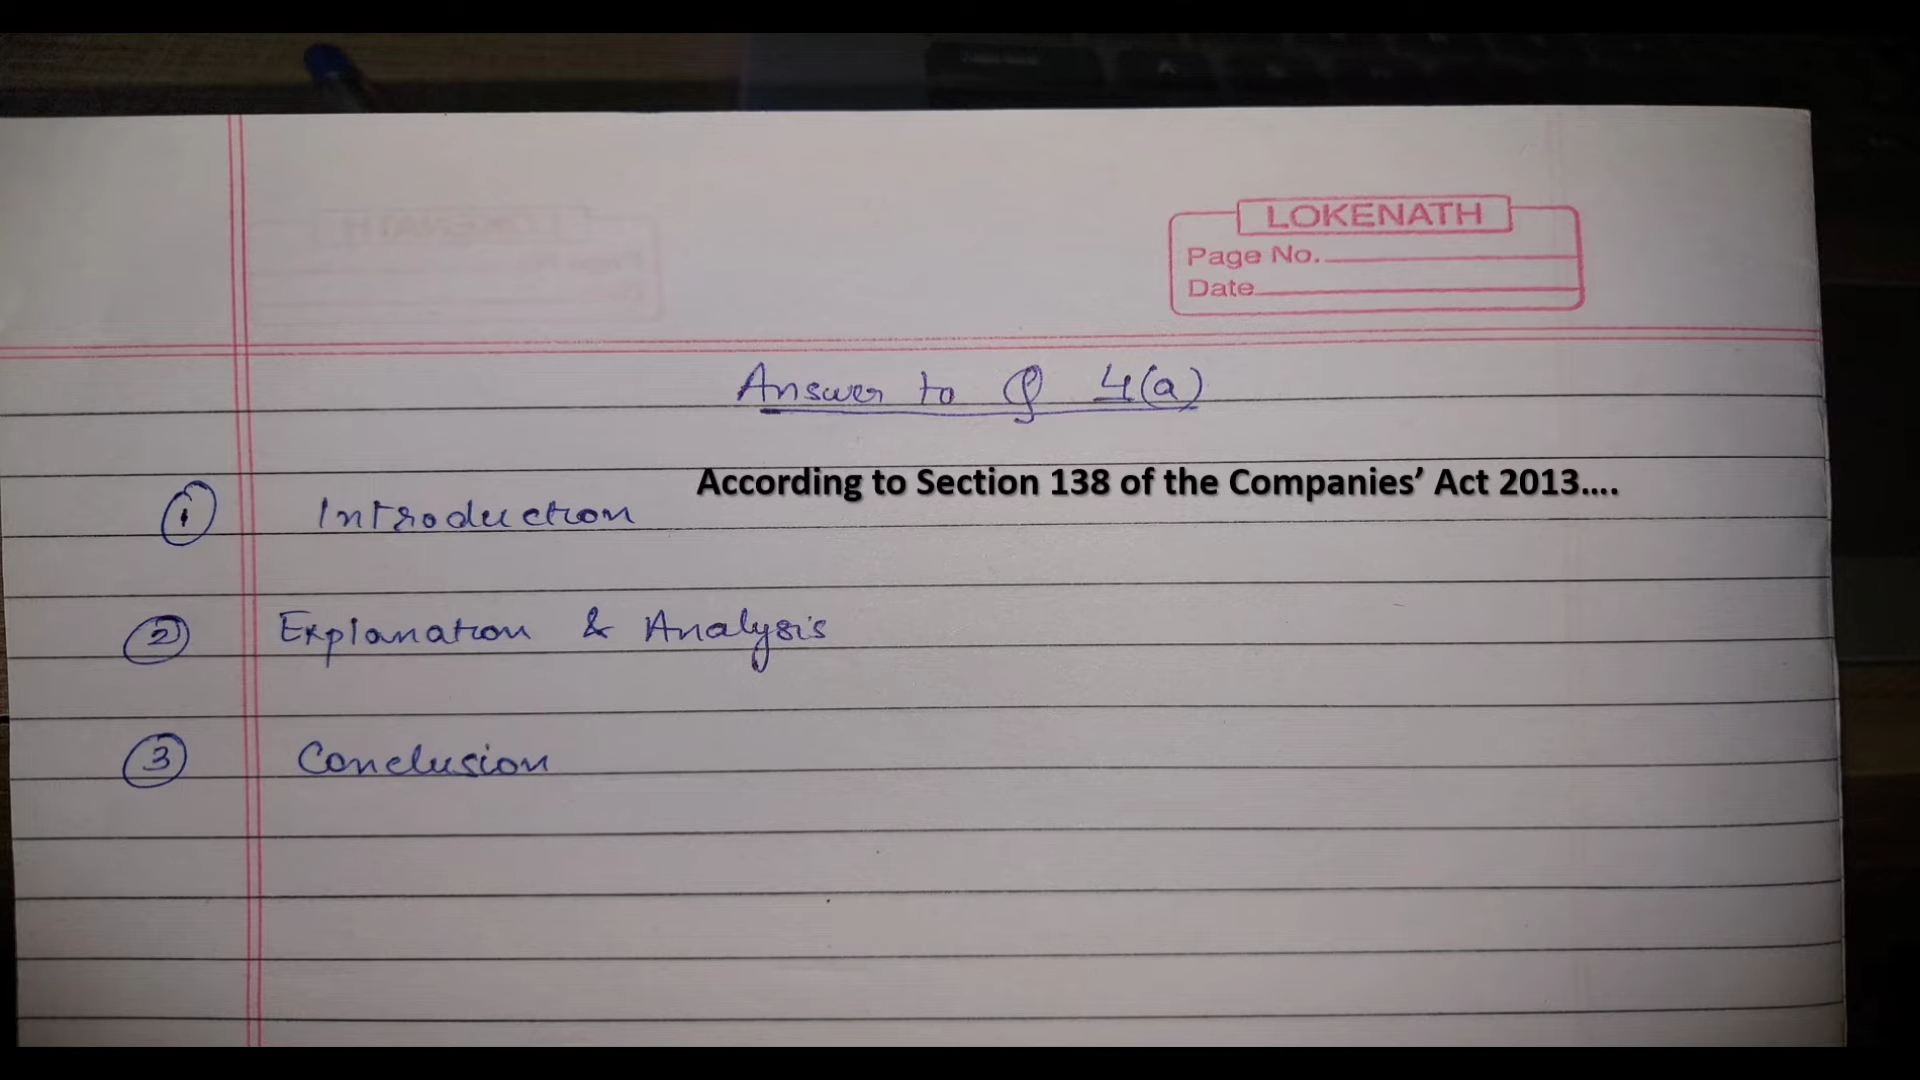 LOKENATH
Page No.
Date
Answer to Q 4(a)
According to Section 138 of the Companies’ Act 2013....
1 Introduction
2 Explanation & Analysis
3 Conclusion